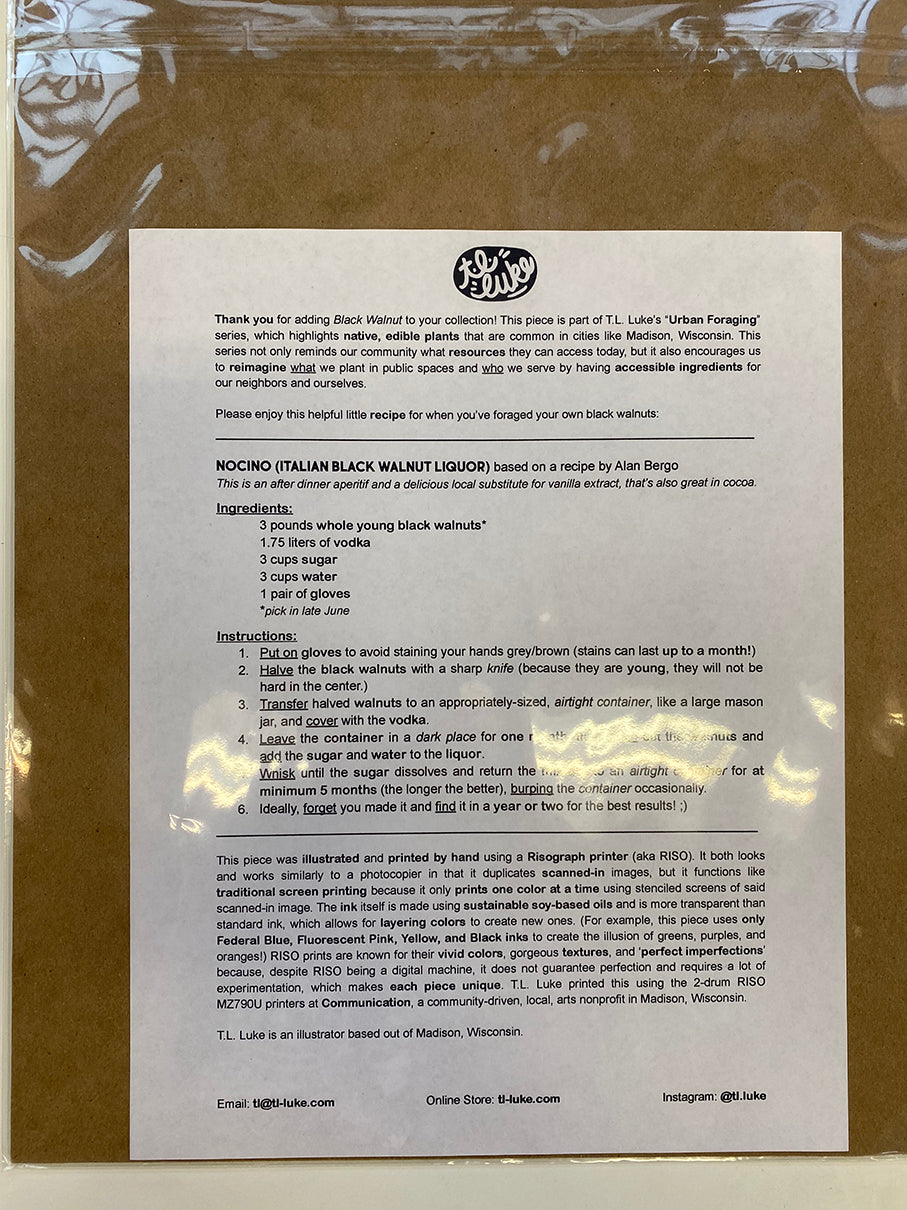 t.l. luke
Thank you for adding Black Walnut to your collection! This piece is part of T.L. Luke's "Urban Foraging"
series, which highlights native, edible plants that are common in cities like Madison, Wisconsin. This
series not only reminds our community what resources they can access today, but it also encourages us
to reimagine what we plant in public spaces and who we serve by having accessible ingredients for
our neighbors and ourselves.
Please enjoy this helpful little recipe for when you've foraged your own black walnuts:
NOCINO (ITALIAN BLACK WALNUT LIQUOR) based on a recipe by Alan Bergo
This is an after dinner aperitif and a delicious local substitute for vanilla extract, that's also great in cocoa.
Ingredients:
3 pounds whole young black walnuts*
1.75 liters of vodka
3 cups sugar
3 cups water
1 pair of gloves
*pick in late June
Instructions:
1. Put on gloves to avoid staining your hands grey/brown (stains can last up to a month!)
2. Halve the black walnuts with a sharp knife (because they are young, they will not be
hard in the center.)
3. Transfer halved walnuts to an appropriately-sized, airtight container, like a large mason
jar, and cover with the vodka.
4. Leave the container in a dark place for one out the walnuts and
add the sugar and water to the liquor.
Whisk until the sugar dissolves and return the to an airtight container for at
minimum 5 months (the longer the better), burping the container occasionally.
6. Ideally, forget you made it and find it in a year or two for the best results! ;)
This piece was illustrated and printed by hand using a Risograph printer (aka RISO). It both looks
and works similarly to a photocopier in that it duplicates scanned-in images, but it functions like
traditional screen printing because it only prints one color at a time using stenciled screens of said
scanned-in image. The ink itself is made using sustainable soy-based oils and is more transparent than
standard ink, which allows for layering colors to create new ones. (For example, this piece uses only
Federal Blue, Fluorescent Pink, Yellow, and Black inks to create the illusion of greens, purples, and
oranges!) RISO prints are known for their vivid colors, gorgeous textures, and 'perfect imperfections'
because, despite RISO being a digital machine, it does not guarantee perfection and requires a lot of
experimentation, which makes each piece unique. T.L. Luke printed this using the 2-drum RISO
MZ790U printers at Communication, a community-driven, local, arts nonprofit in Madison, Wisconsin.
T.L. Luke is an illustrator based out of Madison, Wisconsin.
Email: tl@tl-luke.com Online Store: tl-luke.com Instagram: @tl.luke